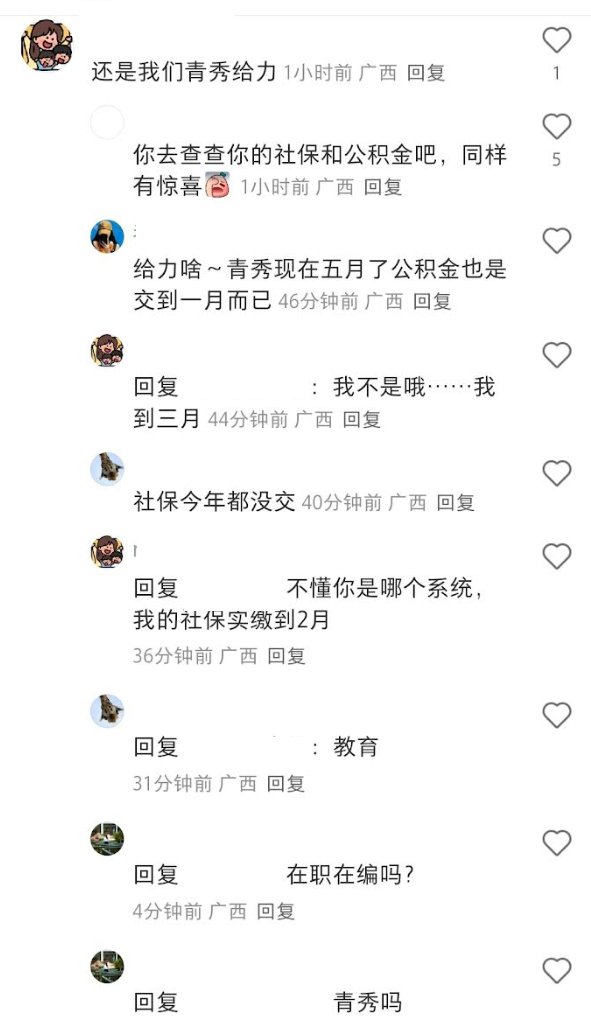 还是我们青秀给力 1小时前 广西 回复
1
你去查查你的社保和公积金吧，同样
5
有惊喜 1小时前 广西 回复
给力啥～青秀现在五月了公积金也是
交到一月而已 46分钟前 广西 回复
回复 ：我不是哦……我
到三月 44分钟前 广西 回复
社保今年都没交 40分钟前 广西 回复
回复 不懂你是哪个系统，
我的社保实缴到2月
36分钟前 广西 回复
回复 ：教育
31分钟前 广西 回复
回复 在职在编吗？
4分钟前 广西 回复
回复 青秀吗